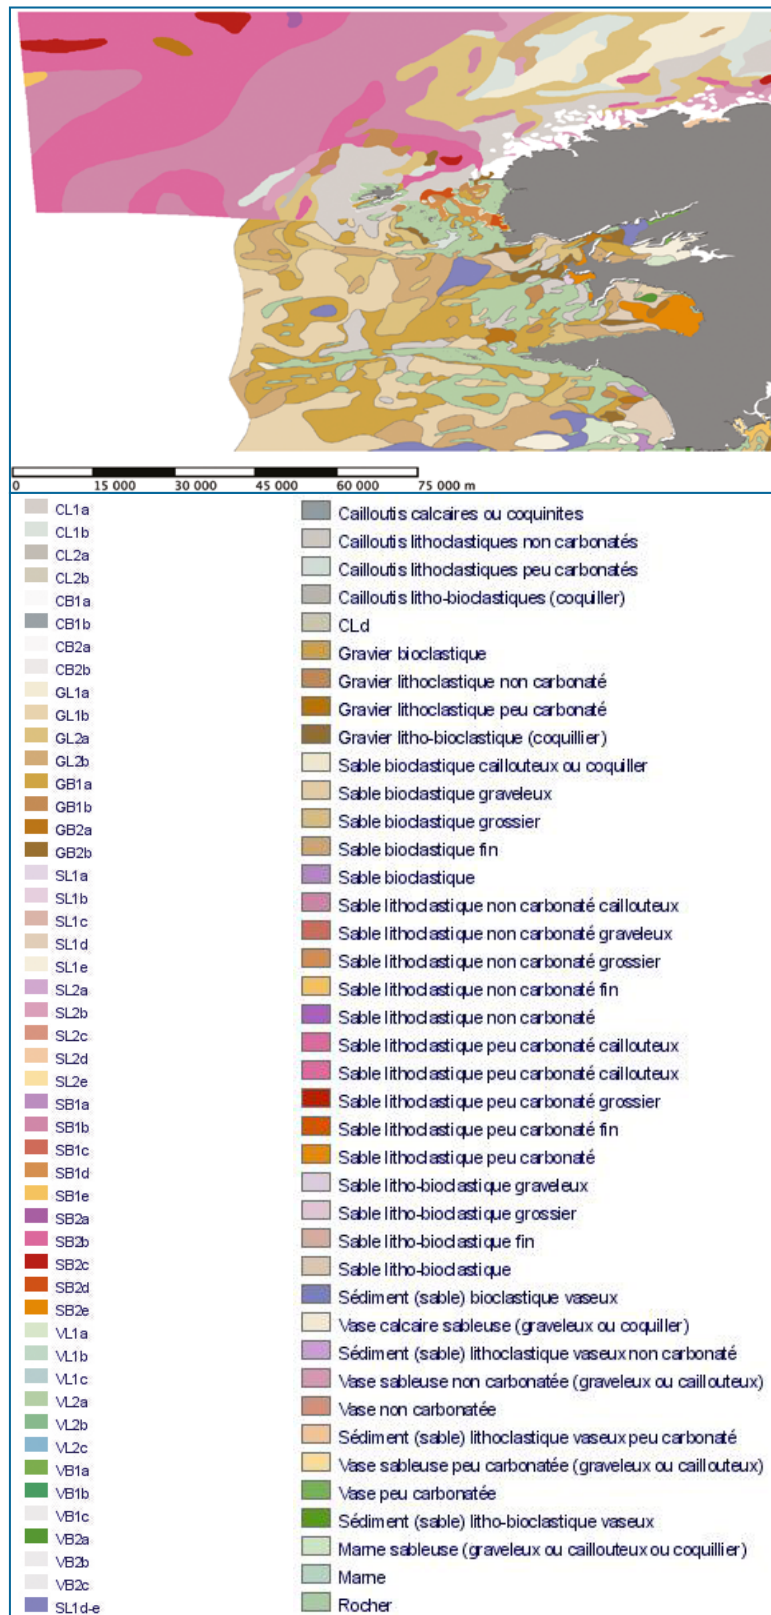 0 15 000 30 000 45 000 60 000 75 000 m
CL1a
CL1b
CL2a
CL2b
CB1a
CB1b
CB2a
CB2b
GL1a
GL1b
GL2a
GL2b
GB1a
GB1b
GB2a
GB2b
SL1a
SL1b
SL1c
SL1d
SL1e
SL2a
SL2b
SL2c
SL2d
SL2e
SB1a
SB1b
SB1c
SB1d
SB1e
SB2a
SB2b
SB2c
SB2d
SB2e
VL1a
VL1b
VL1c
VL2a
VL2b
VL2c
VB1a
VB1b
VB1c
VB2a
VB2b
VB2c
SL1d-e
Cailloutis calcaires ou coquinites
Cailloutis lithoclastiques non carbonatés
Cailloutis lithoclastiques peu carbonatés
Cailloutis litho-bioclastiques (coquiller)
CLd
Gravier bioclastique
Gravier lithoclastique non carbonaté
Gravier lithoclastique peu carbonaté
Gravier litho-bioclastique (coquillier)
Sable bioclastique caillouteux ou coquiller
Sable bioclastique graveleux
Sable bioclastique grossier
Sable bioclastique fin
Sable bioclastique
Sable lithoclastique non carbonaté caillouteux
Sable lithoclastique non carbonaté graveleux
Sable lithoclastique non carbonaté grossier
Sable lithoclastique non carbonaté fin
Sable lithoclastique non carbonaté
Sable lithoclastique peu carbonaté caillouteux
Sable lithoclastique peu carbonaté caillouteux
Sable lithoclastique peu carbonaté grossier
Sable lithoclastique peu carbonaté fin
Sable lithoclastique peu carbonaté
Sable litho-bioclastique graveleux
Sable litho-bioclastique grossier
Sable litho-bioclastique fin
Sable litho-bioclastique
Sédiment (sable) bioclastique vaseux
Vase calcaire sableuse (graveleux ou coquiller)
Sédiment (sable) lithoclastique vaseux non carbonaté
Vase sableuse non carbonatée (graveleux ou caillouteux)
Vase non carbonatée
Sédiment (sable) lithoclastique vaseux peu carbonaté
Vase sableuse peu carbonatée (graveleux ou caillouteux)
Vase peu carbonatée
Sédiment (sable) litho-bioclastique vaseux
Marne sableuse (graveleux ou caillouteux ou coquillier)
Marne
Rocher